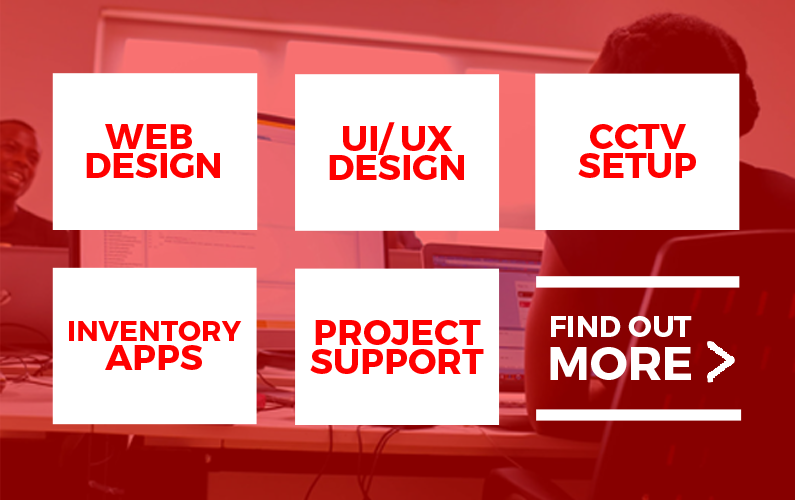 WEB
DESIGN
UI/ UX
DESIGN
CCTV
SETUP
INVENTORY
APPS
PROJECT
SUPPORT
FIND OUT
MORE >